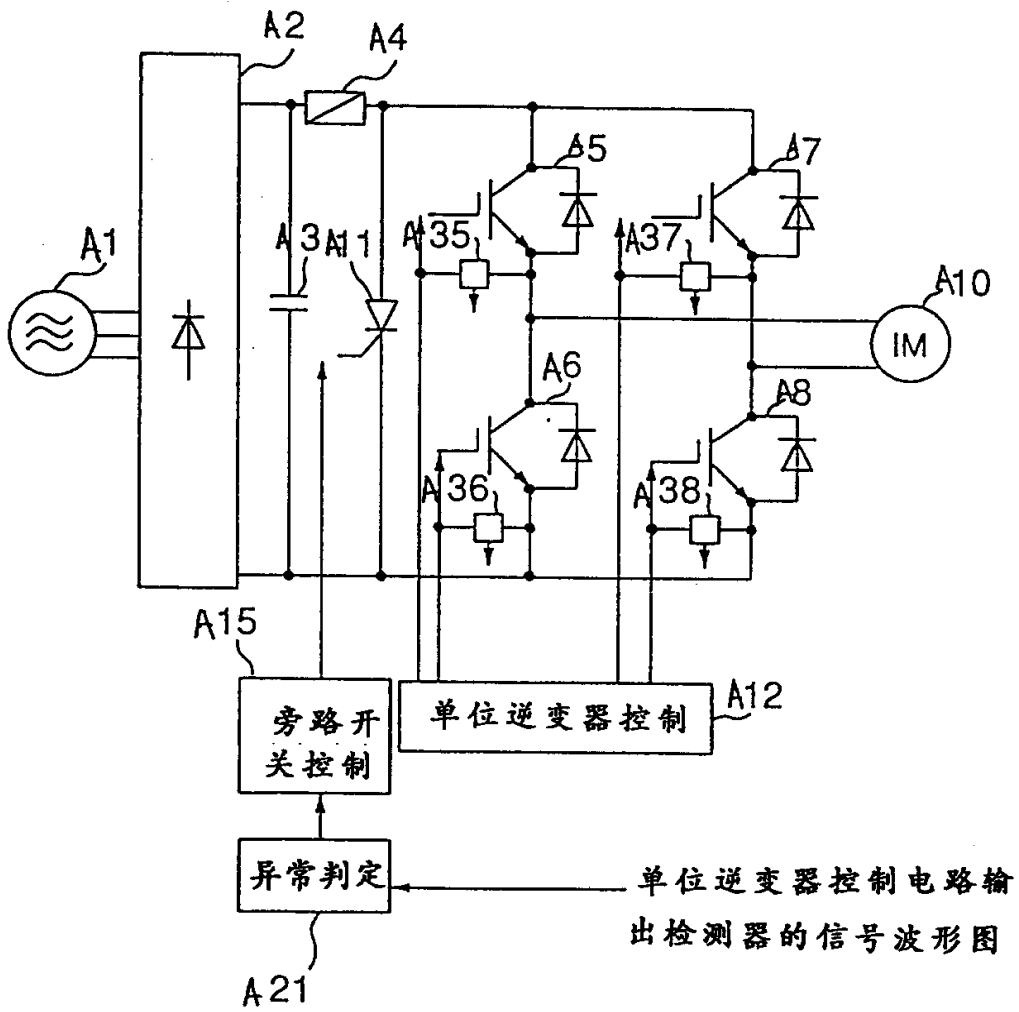 A2
A4
A5
A7
A1
A3
A11
A35
A37
A10
IM
A6
A8
A36
A38
A15
旁路开
关控制
单位逆变器控制
A12
异常判定
单位逆变器控制电路输
出检测器的信号波形图
A21